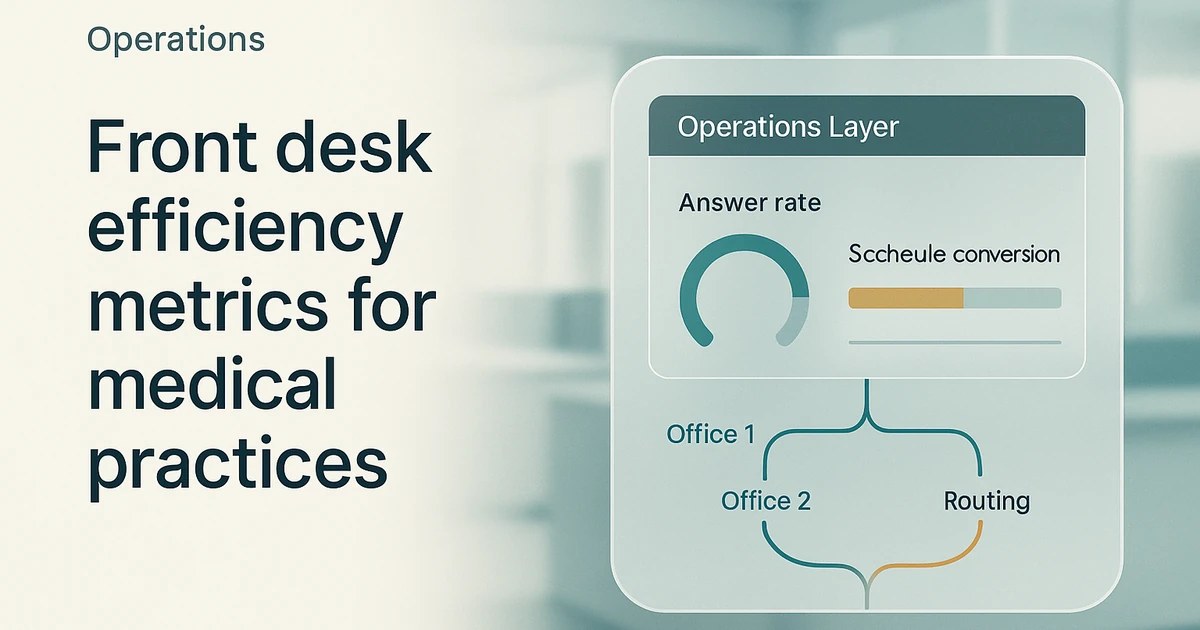 Operations
Front desk
efficiency
metrics for
medical
practices
Operations Layer
Answer rate
Sccheule conversion
Office 1
Office 2
Routing